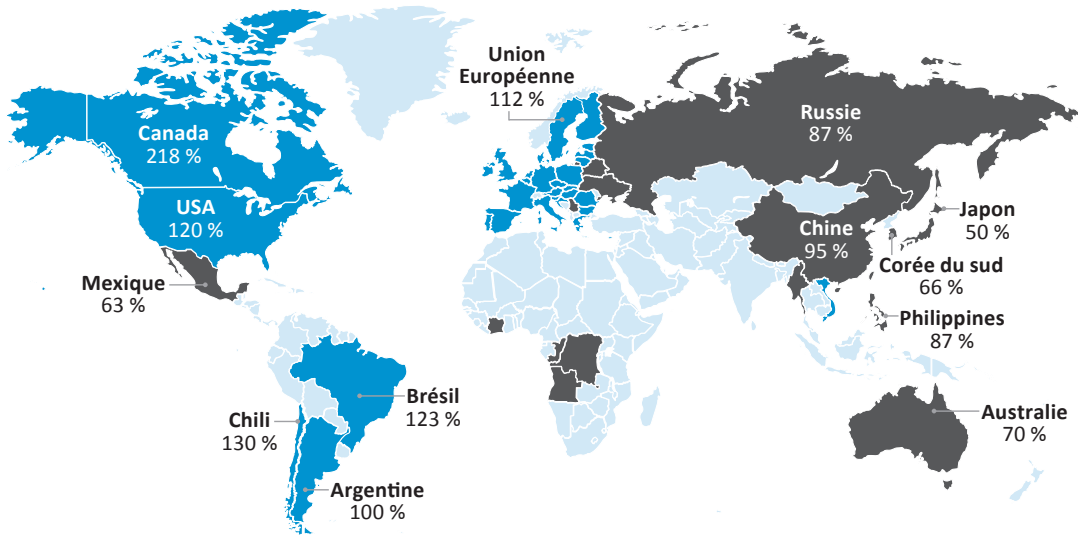 Union
Européenne
112 %
Canada
218 %
Russie
87 %
USA
120 %
Japon
50 %
Chine
95 %
Corée du sud
66 %
Mexique
63 %
Philippines
87 %
Brésil
123 %
Chili
130 %
Australie
70 %
Argentine
100 %